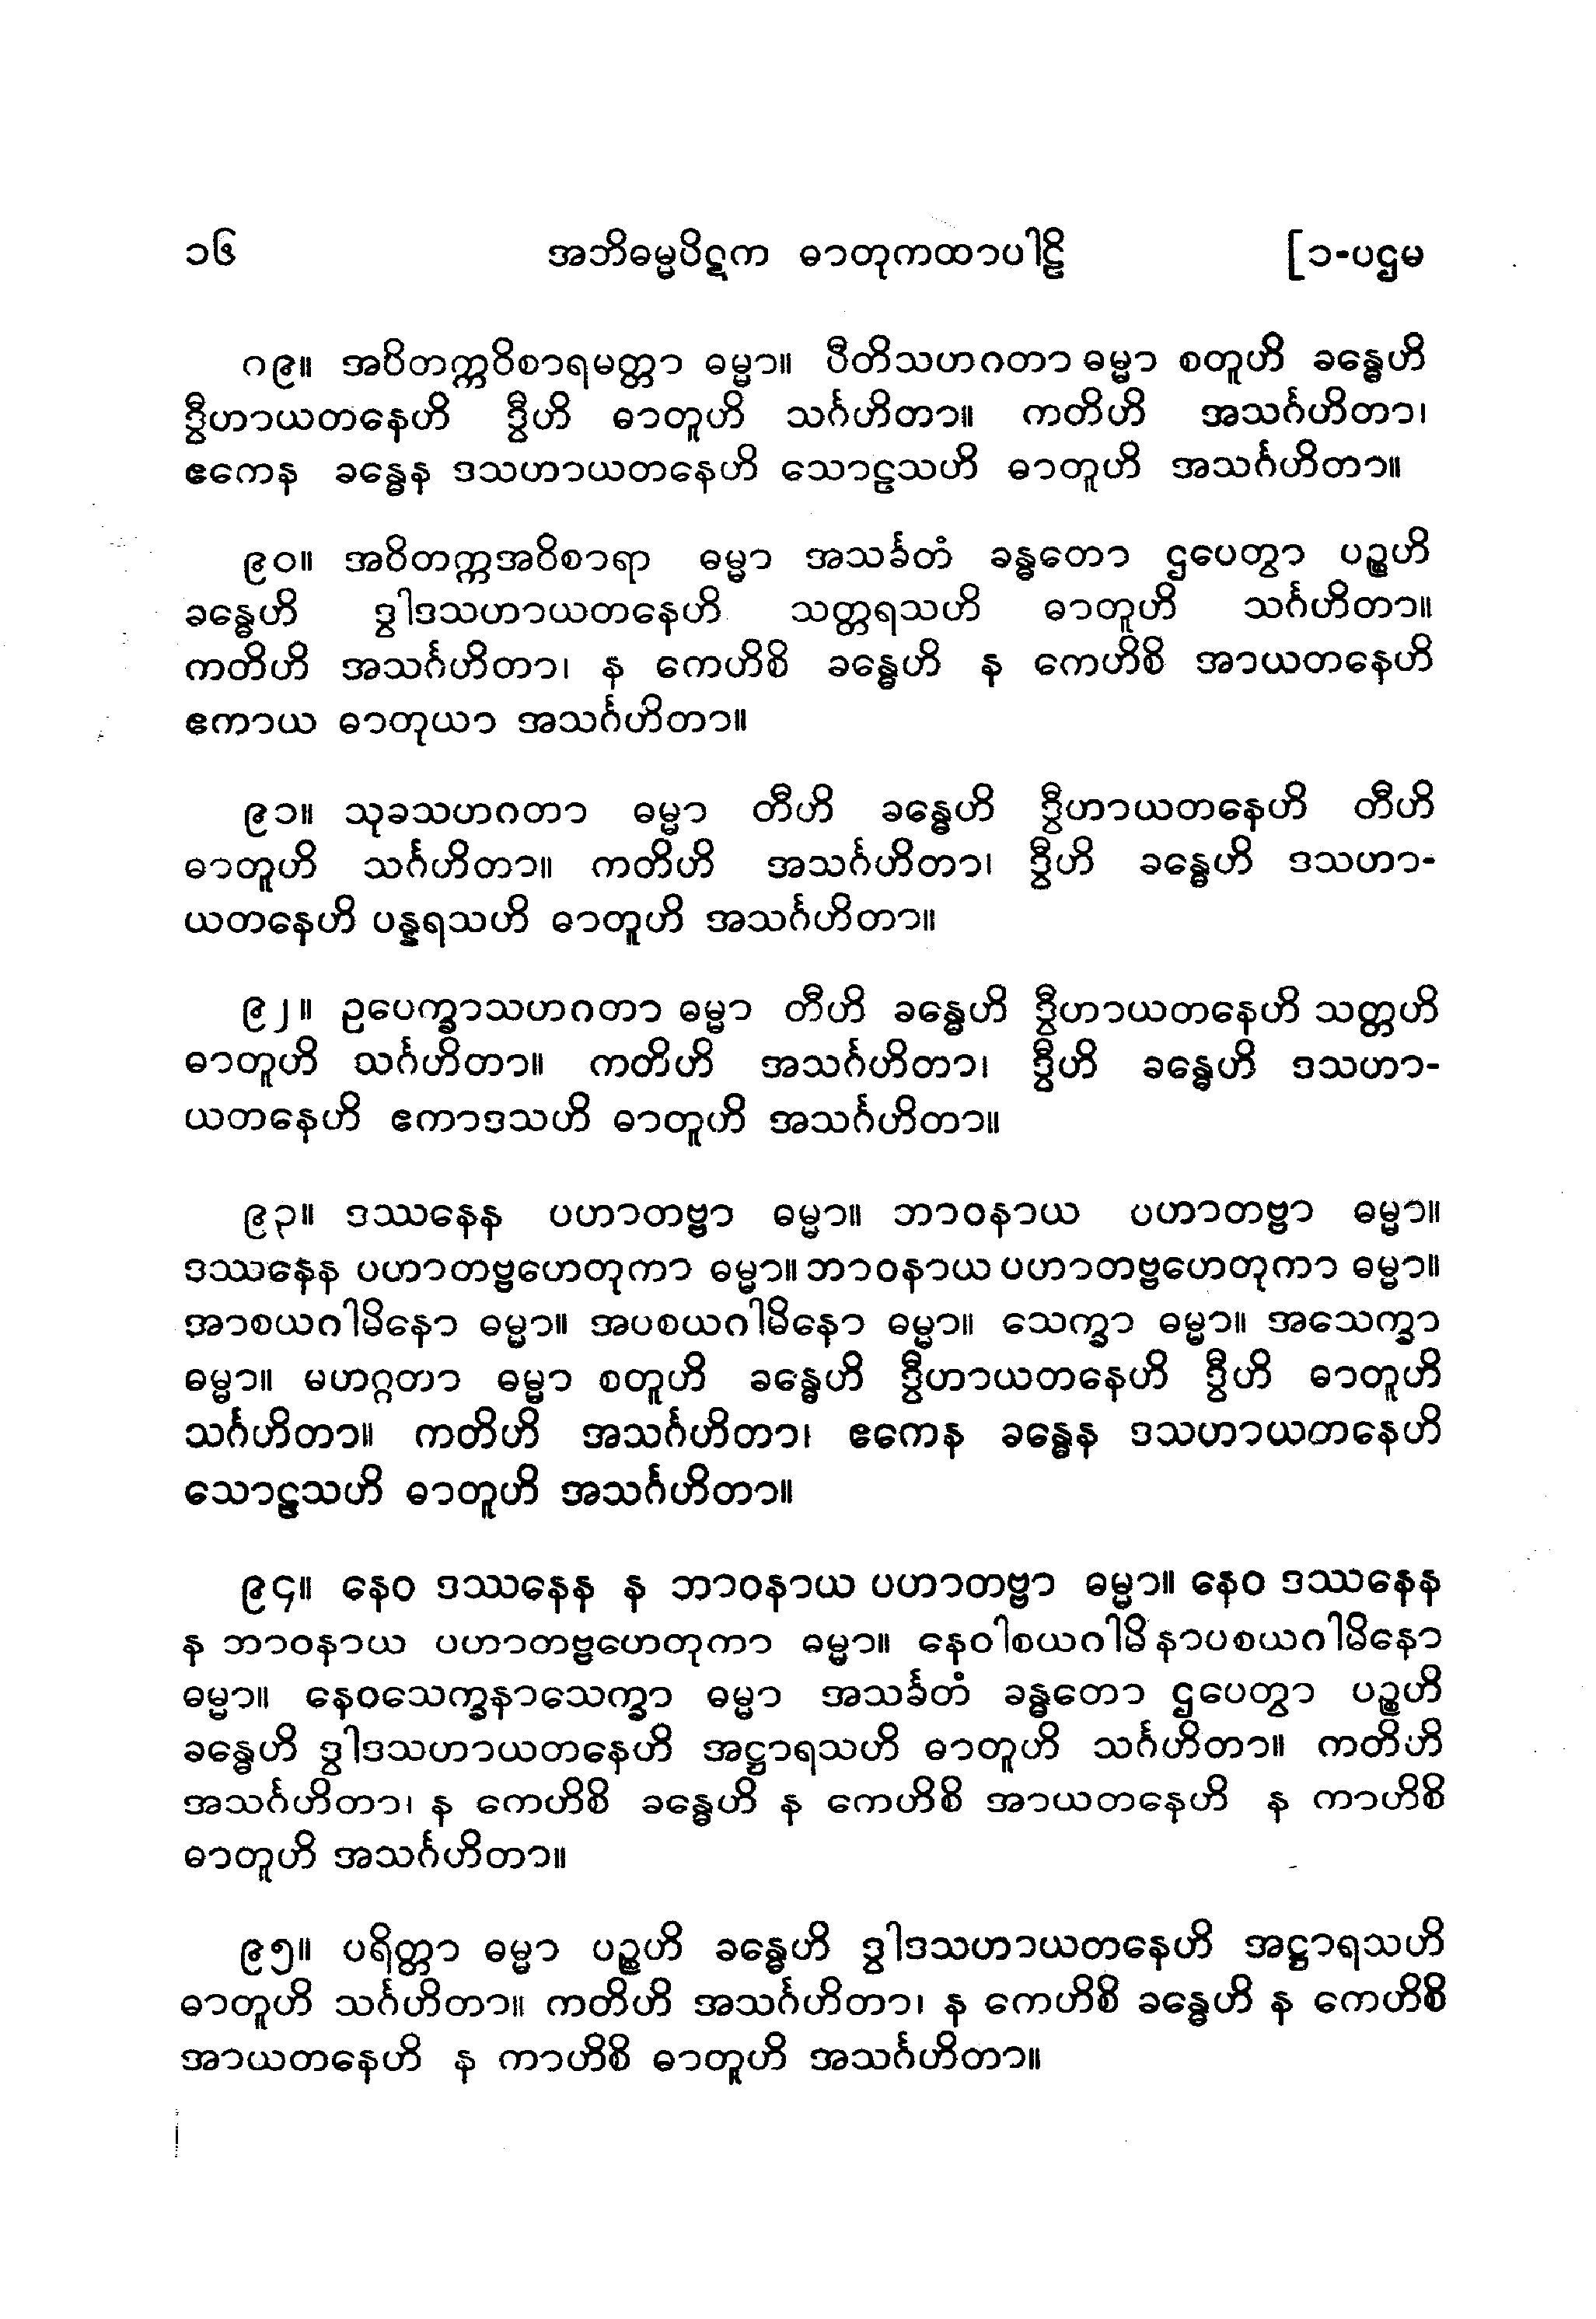 ၁၆ အဘိဓမ္မပိဋက ဓာတုကထာပါဠိ [၁-ပဌမ
၈၉။ အဝိတက္ကဝိစာရမတ္တာ ဓမ္မာ။ ပီတိသဟဂတာ ဓမ္မာ စတူဟိ ခန္ဓေဟိ
ဒွီဟာယတနေဟိ ဒွီဟိ ဓာတူဟိ သင်္ဂဟိတာ။ ကတိဟိ အသင်္ဂဟိတာ၊
ဧကေန ခန္ဓေန ဒသဟာယတနေဟိ သောဠသဟိ ဓာတူဟိ အသင်္ဂဟိတာ။
၉၀။ အဝိတက္ကအဝိစာရာ ဓမ္မာ အသင်္ခတံ ခန္ဓတော ဌပေတွာ ပဉ္စဟိ
ခန္ဓေဟိ ဒွါဒသဟာယတနေဟိ သတ္တရသဟိ ဓာတူဟိ သင်္ဂဟိတာ။
ကတိဟိ အသင်္ဂဟိတာ၊ န ကေဟိစိ ခန္ဓေဟိ န ကေဟိစိ အာယတနေဟိ
ဧကာယ ဓာတုယာ အသင်္ဂဟိတာ။
၉၁။ သုခသဟဂတာ ဓမ္မာ တီဟိ ခန္ဓေဟိ ဒွီဟာယတနေဟိ တီဟိ
ဓာတူဟိ သင်္ဂဟိတာ။ ကတိဟိ အသင်္ဂဟိတာ၊ ဒွီဟိ ခန္ဓေဟိ ဒသဟာ-
ယတနေဟိ ပန္နရသဟိ ဓာတူဟိ အသင်္ဂဟိတာ။
၉၂။ ဥပေက္ခာသဟဂတာ ဓမ္မာ တီဟိ ခန္ဓေဟိ ဒွီဟာယတနေဟိ သတ္တဟိ
ဓာတူဟိ သင်္ဂဟိတာ။ ကတိဟိ အသင်္ဂဟိတာ၊ ဒွီဟိ ခန္ဓေဟိ ဒသဟာ-
ယတနေဟိ ဧကာဒသဟိ ဓာတူဟိ အသင်္ဂဟိတာ။
၉၃။ ဒဿနေန ပဟာတဗ္ဗာ ဓမ္မာ။ ဘာဝနာယ ပဟာတဗ္ဗာ ဓမ္မာ။
ဒဿနေန ပဟာတဗ္ဗဟေတုကာ ဓမ္မာ။ ဘာဝနာယ ပဟာတဗ္ဗဟေတုကာ ဓမ္မာ။
အာစယဂါမိနော ဓမ္မာ။ အပစယဂါမိနော ဓမ္မာ။ သေက္ခာ ဓမ္မာ။ အသေက္ခာ
ဓမ္မာ။ မဟဂ္ဂတာ ဓမ္မာ စတူဟိ ခန္ဓေဟိ ဒွီဟာယတနေဟိ ဒွီဟိ ဓာတူဟိ
သင်္ဂဟိတာ။ ကတိဟိ အသင်္ဂဟိတာ၊ ဧကေန ခန္ဓေန ဒသဟာယတနေဟိ
သောဠသဟိ ဓာတူဟိ အသင်္ဂဟိတာ။
၉၄။ နေဝ ဒဿနေန န ဘာဝနာယ ပဟာတဗ္ဗာ ဓမ္မာ။ နေဝ ဒဿနေန
န ဘာဝနာယ ပဟာတဗ္ဗဟေတုကာ ဓမ္မာ။ နေဝါစယဂါမိ နာပစယဂါမိနော
ဓမ္မာ။ နေဝသေက္ခနာသေက္ခာ ဓမ္မာ အသင်္ခတံ ခန္ဓတော ဌပေတွာ ပဉ္စဟိ
ခန္ဓေဟိ ဒွါဒသဟာယတနေဟိ အဋ္ဌာရသဟိ ဓာတူဟိ သင်္ဂဟိတာ။ ကတိဟိ
အသင်္ဂဟိတာ၊ န ကေဟိစိ ခန္ဓေဟိ န ကေဟိစိ အာယတနေဟိ န ကာဟိစိ
ဓာတူဟိ အသင်္ဂဟိတာ။
၉၅။ ပရိတ္တာ ဓမ္မာ ပဉ္စဟိ ခန္ဓေဟိ ဒွါဒသဟာယတနေဟိ အဋ္ဌာရသဟိ
ဓာတူဟိ သင်္ဂဟိတာ။ ကတိဟိ အသင်္ဂဟိတာ၊ န ကေဟိစိ ခန္ဓေဟိ န ကေဟိစိ
အာယတနေဟိ န ကာဟိစိ ဓာတူဟိ အသင်္ဂဟိတာ။